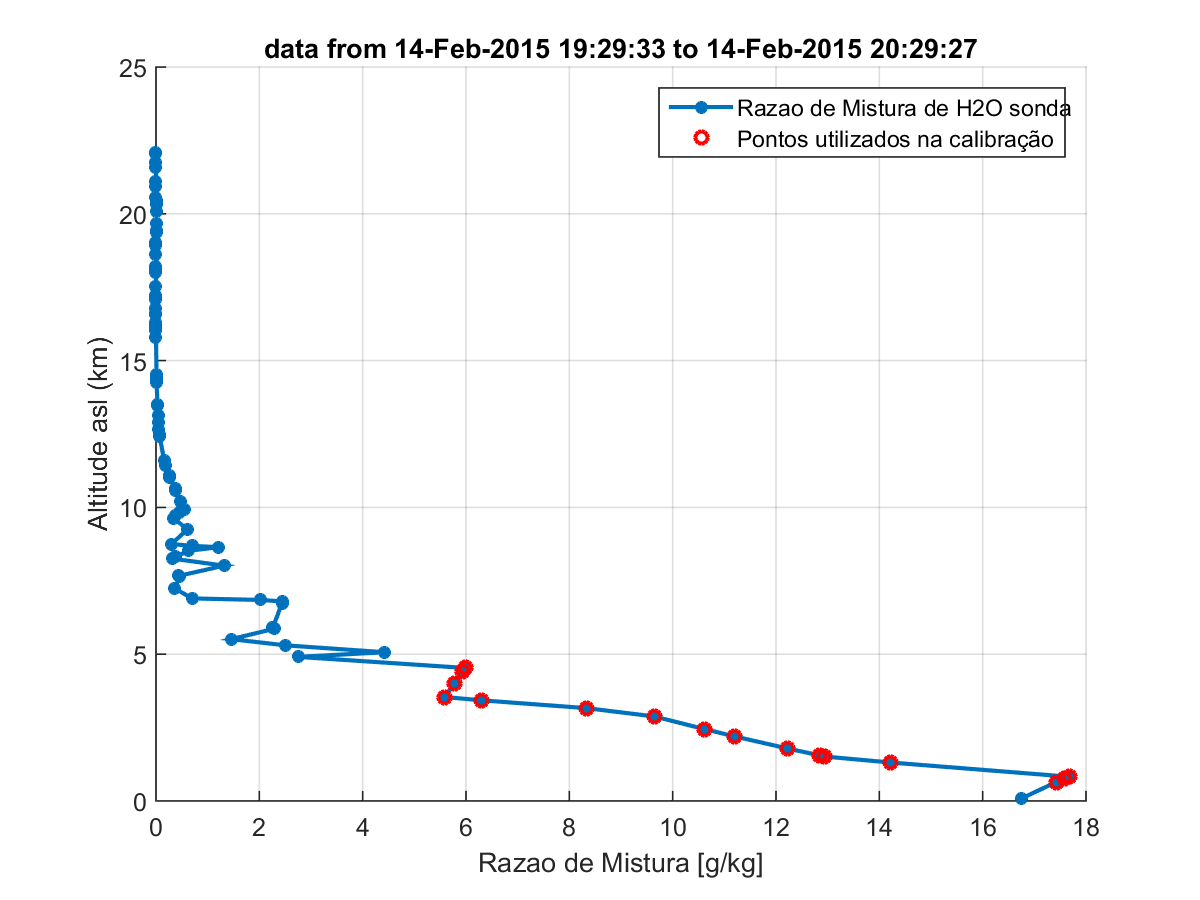 data from 14-Feb-2015 19:29:33 to 14-Feb-2015 20:29:27
Razao de Mistura de H2O sonda
Pontos utilizados na calibração
Altitude asl (km)
25
20
15
10
5
0
0 2 4 6 8 10 12 14 16 18
Razao de Mistura [g/kg]